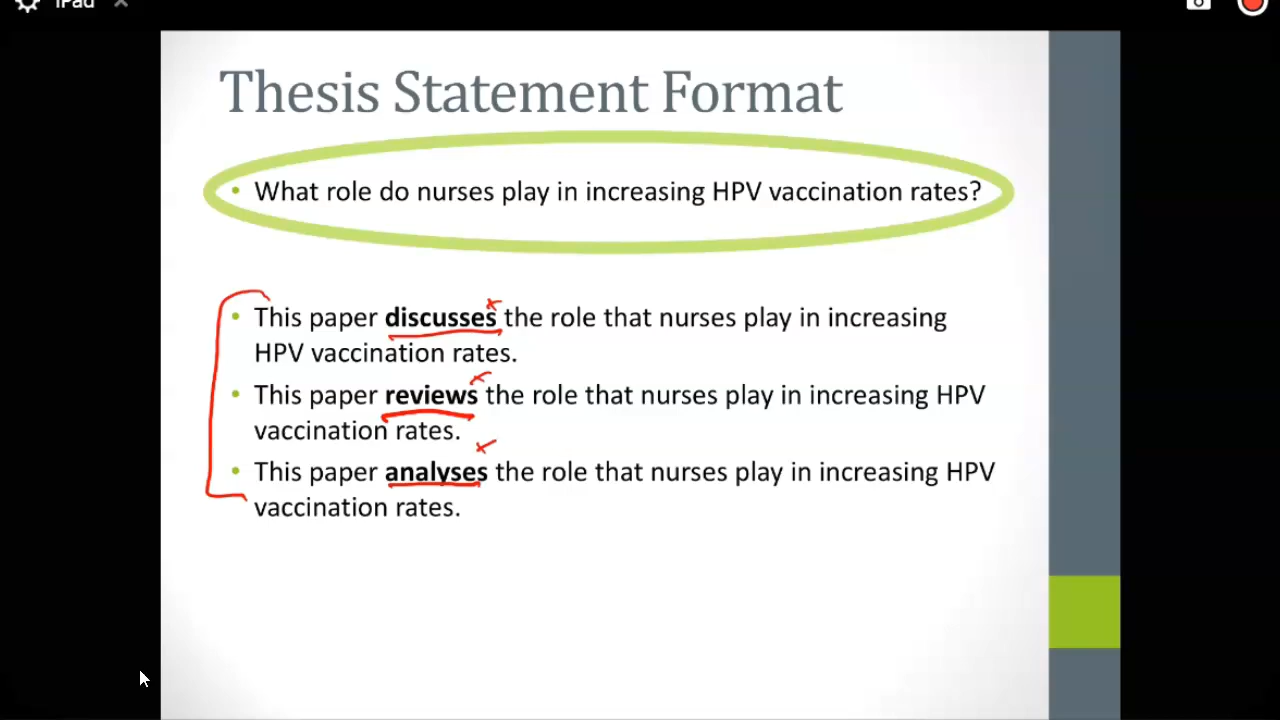 iPad
Thesis Statement Format
• What role do nurses play in increasing HPV vaccination rates?
• This paper discusses the role that nurses play in increasing
HPV vaccination rates.
• This paper reviews the role that nurses play in increasing HPV
vaccination rates.
• This paper analyses the role that nurses play in increasing HPV
vaccination rates.